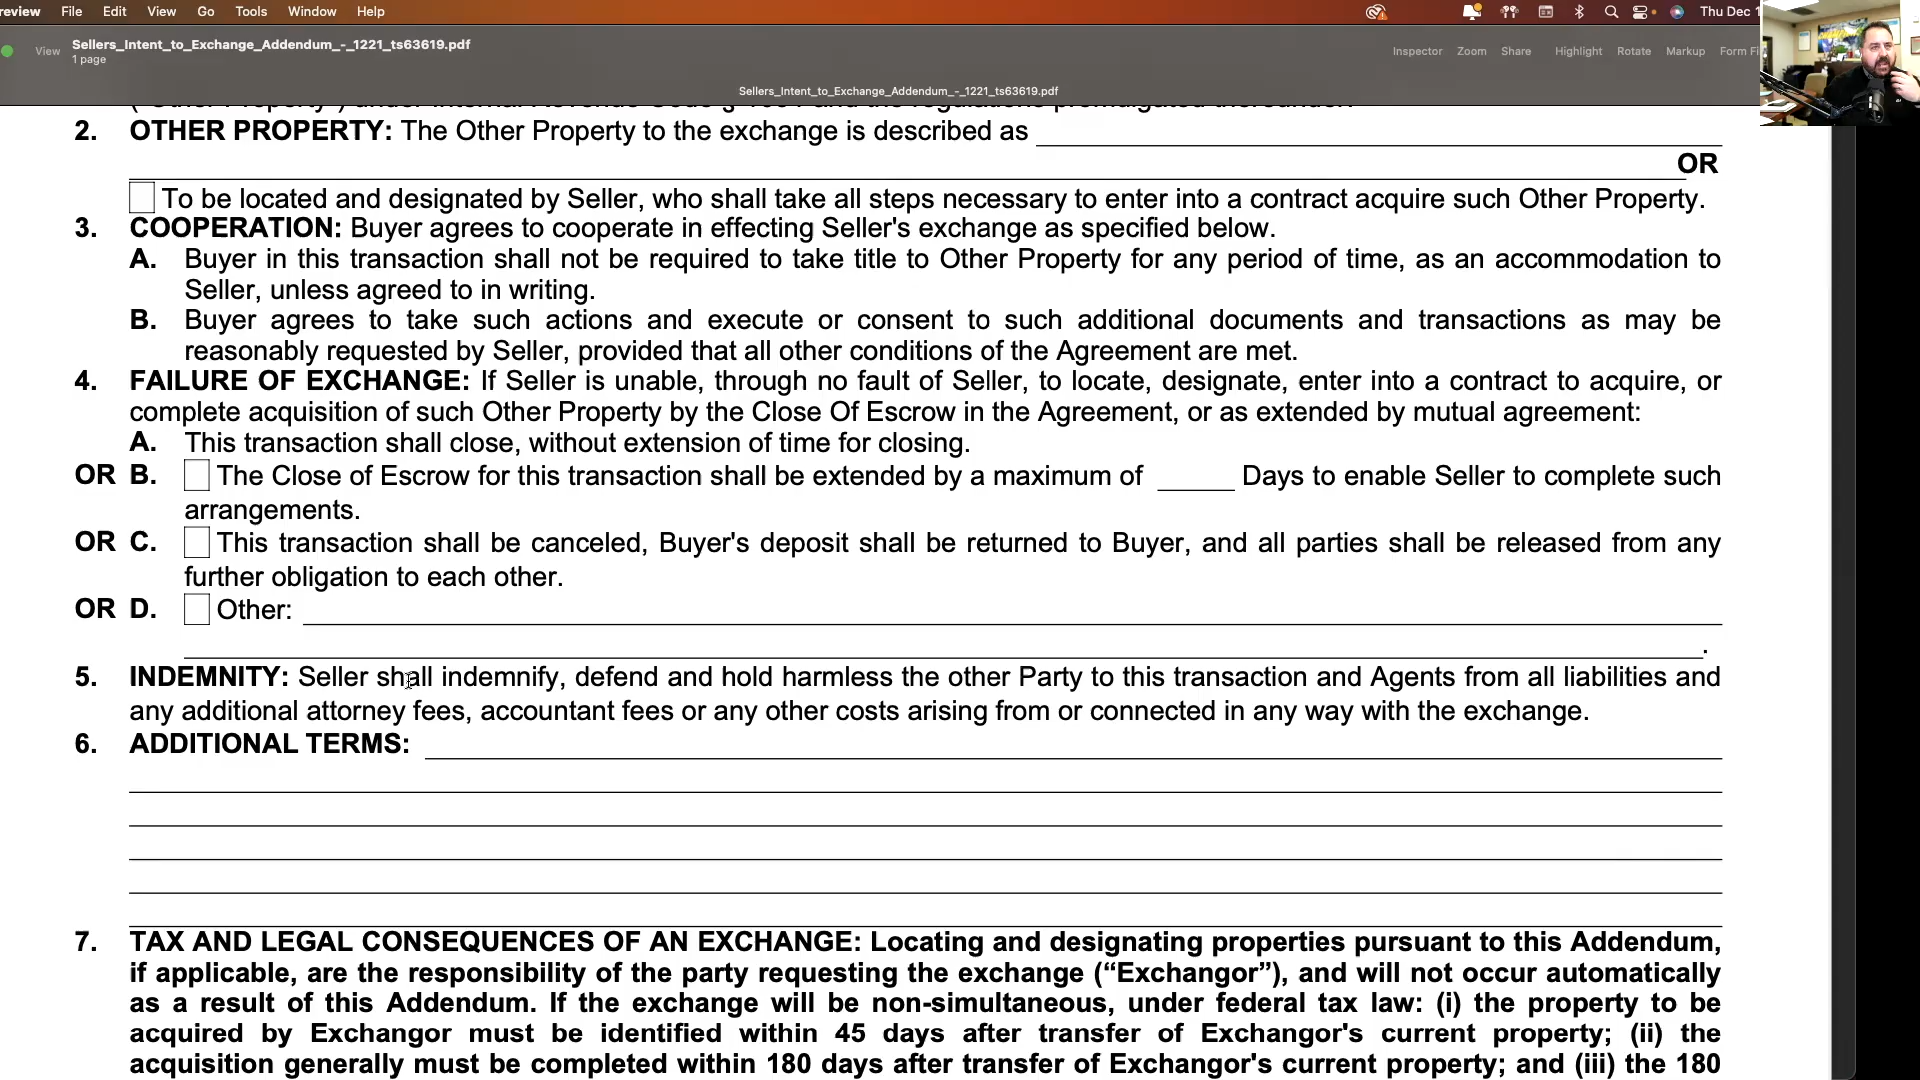 review File Edit View Go Tools Window Help Thu Dec 1
View Sellers_Intent_to_Exchange_Addendum_-_1221_ts63619.pdf Inspector Zoom Share Highlight Rotate Markup Form Fi
1 page
Sellers_Intent_to_Exchange_Addendum_-_1221_ts63619.pdf
2. OTHER PROPERTY: The Other Property to the exchange is described as
OR
To be located and designated by Seller, who shall take all steps necessary to enter into a contract acquire such Other Property.
3. COOPERATION: Buyer agrees to cooperate in effecting Seller's exchange as specified below.
A. Buyer in this transaction shall not be required to take title to Other Property for any period of time, as an accommodation to
Seller, unless agreed to in writing.
B. Buyer agrees to take such actions and execute or consent to such additional documents and transactions as may be
reasonably requested by Seller, provided that all other conditions of the Agreement are met.
4. FAILURE OF EXCHANGE: If Seller is unable, through no fault of Seller, to locate, designate, enter into a contract to acquire, or
complete acquisition of such Other Property by the Close Of Escrow in the Agreement, or as extended by mutual agreement:
A. This transaction shall close, without extension of time for closing.
OR B. The Close of Escrow for this transaction shall be extended by a maximum of _____ Days to enable Seller to complete such
arrangements.
OR C. This transaction shall be canceled, Buyer's deposit shall be returned to Buyer, and all parties shall be released from any
further obligation to each other.
OR D. Other:
.
5. INDEMNITY: Seller shall indemnify, defend and hold harmless the other Party to this transaction and Agents from all liabilities and
any additional attorney fees, accountant fees or any other costs arising from or connected in any way with the exchange.
6. ADDITIONAL TERMS:
7. TAX AND LEGAL CONSEQUENCES OF AN EXCHANGE: Locating and designating properties pursuant to this Addendum,
if applicable, are the responsibility of the party requesting the exchange (“Exchangor”), and will not occur automatically
as a result of this Addendum. If the exchange will be non-simultaneous, under federal tax law: (i) the property to be
acquired by Exchangor must be identified within 45 days after transfer of Exchangor's current property; (ii) the
acquisition generally must be completed within 180 days after transfer of Exchangor's current property; and (iii) the 180